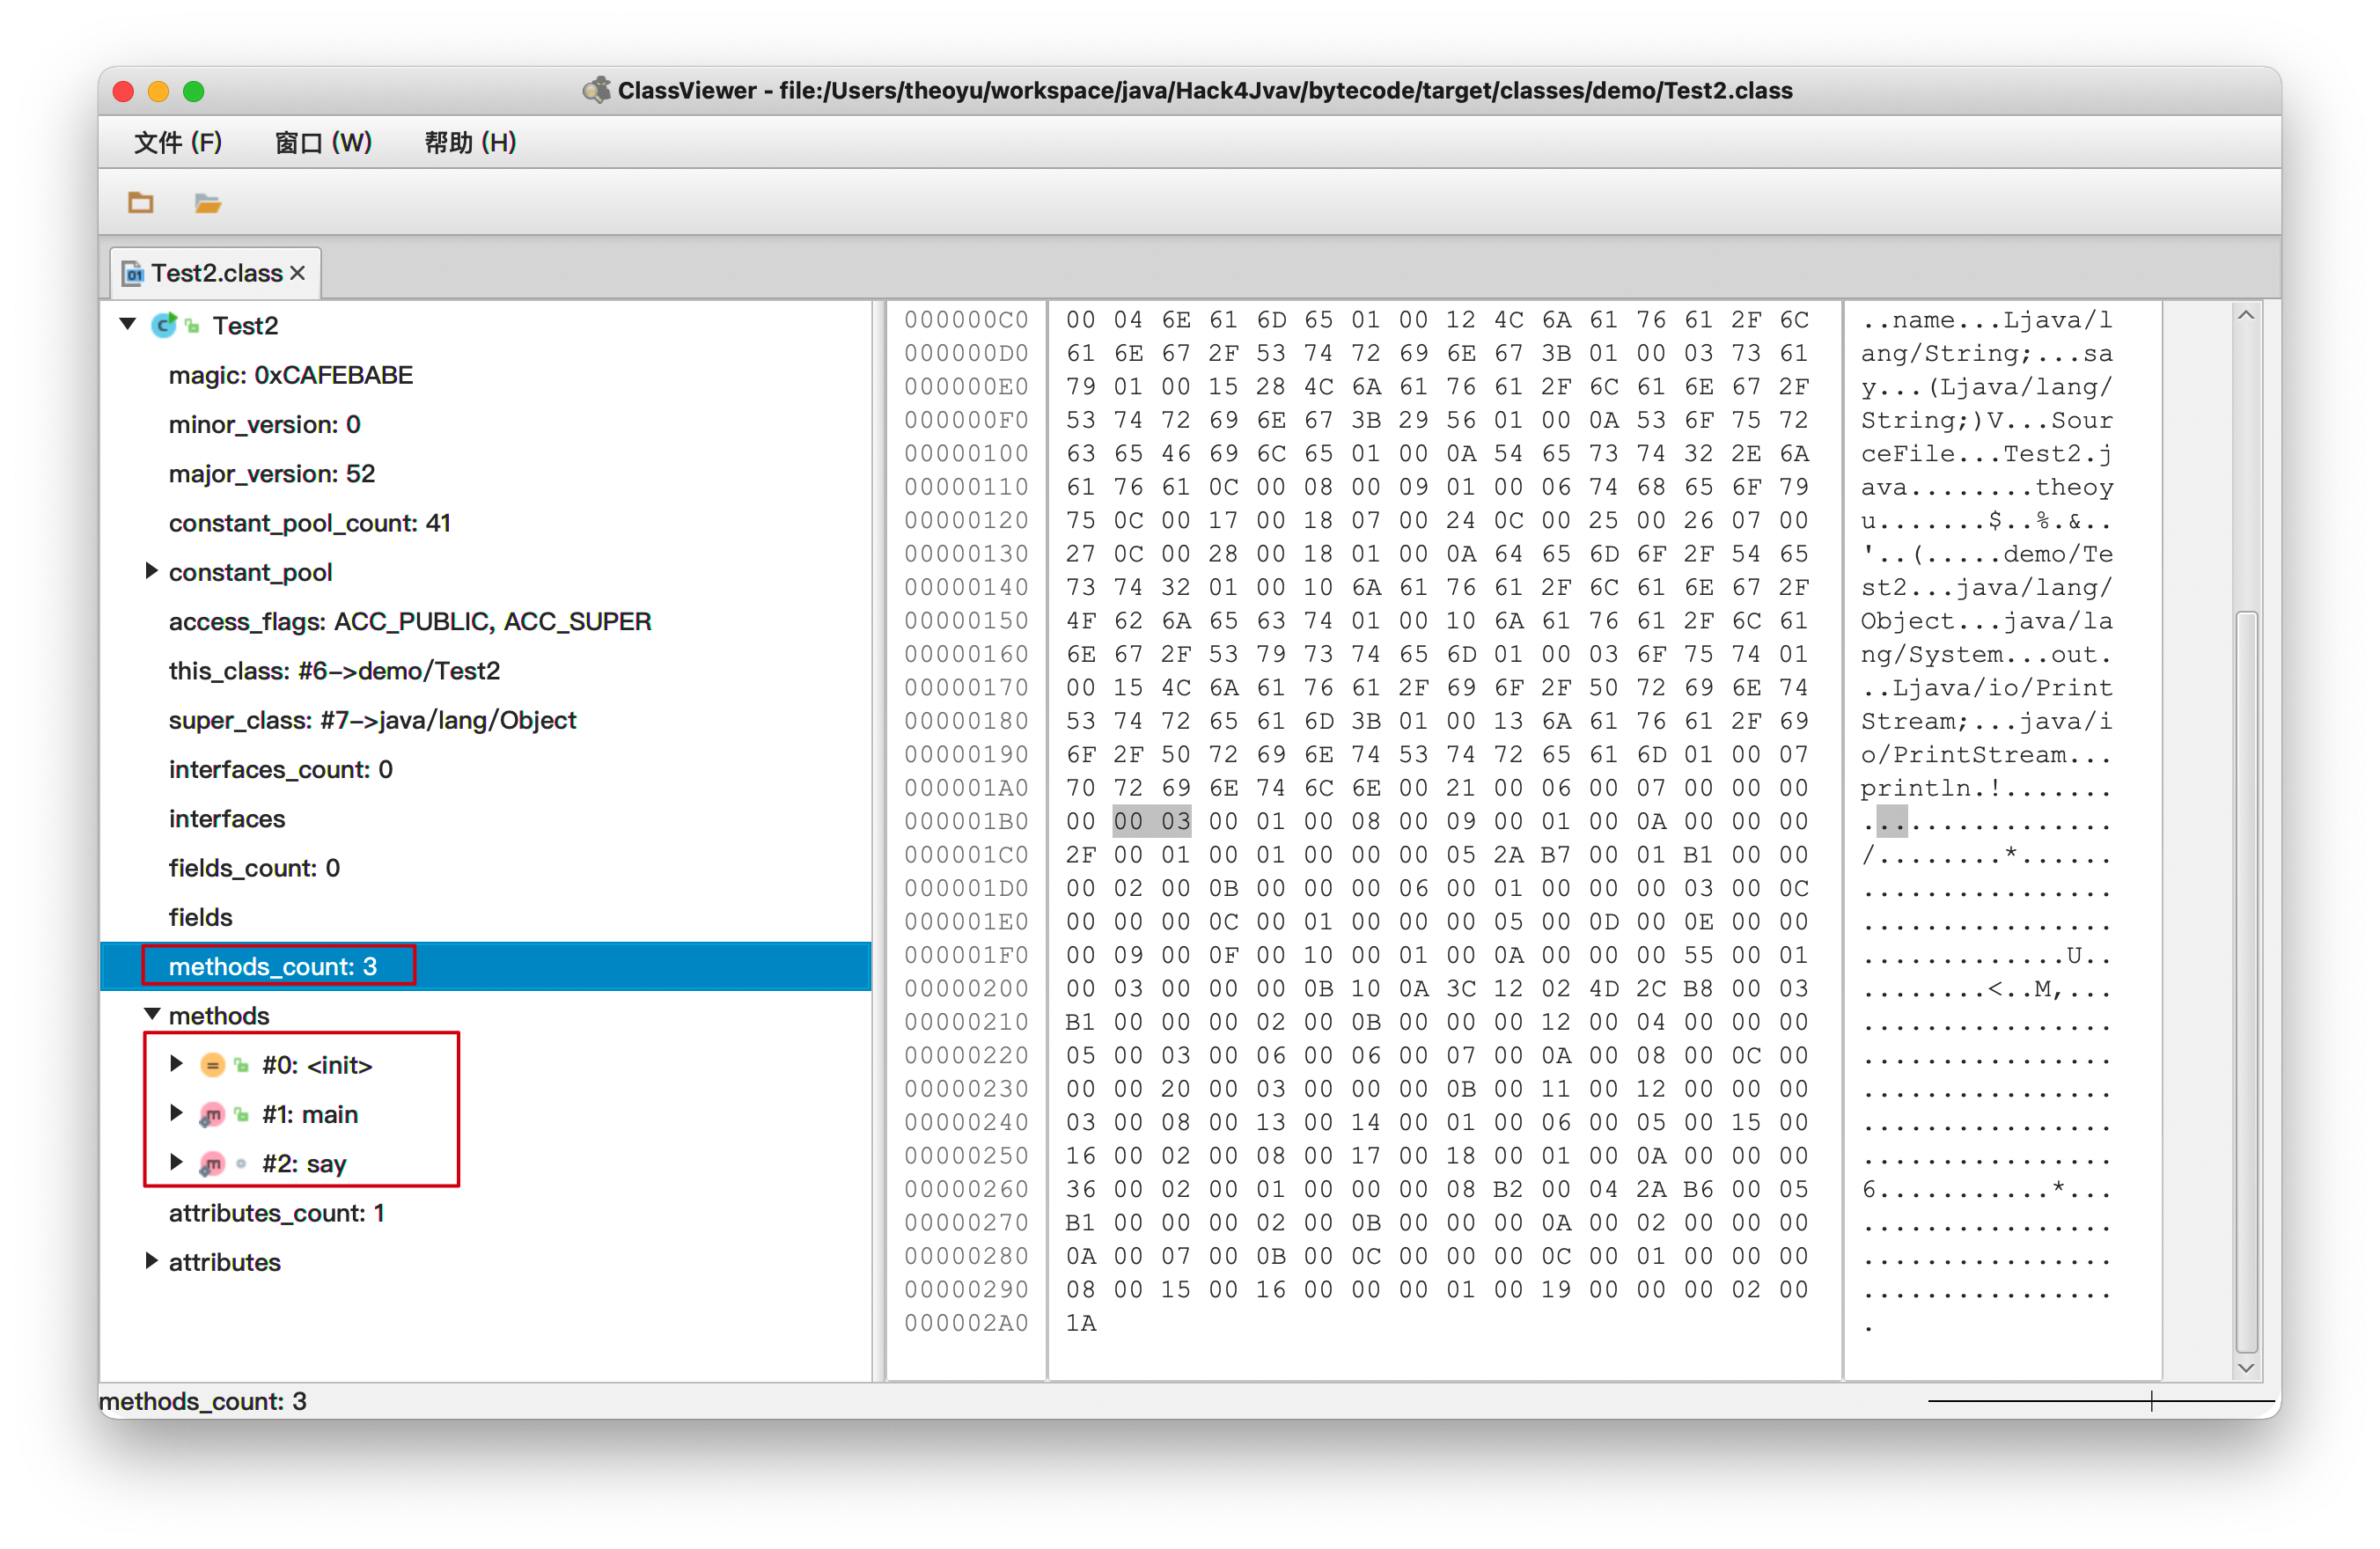 ClassViewer - file:/Users/theoyu/workspace/java/Hack4Jvav/bytecode/target/classes/demo/Test2.class
文件 (F) 窗口 (W) 帮助 (H)
Test2.class
Test2
magic: 0xCAFEBABE
minor_version: 0
major_version: 52
constant_pool_count: 41
constant_pool
access_flags: ACC_PUBLIC, ACC_SUPER
this_class: #6->demo/Test2
super_class: #7->java/lang/Object
interfaces_count: 0
interfaces
fields_count: 0
fields
methods_count: 3
methods
#0: <init>
#1: main
#2: say
attributes_count: 1
attributes
000000C0 00 04 6E 61 6D 65 01 00 12 4C 6A 61 76 61 2F 6C ..name...Ljava/l
000000D0 61 6E 67 2F 53 74 72 69 6E 67 3B 01 00 03 73 61 ang/String;...sa
000000E0 79 01 00 15 28 4C 6A 61 76 61 2F 6C 61 6E 67 2F y...(Ljava/lang/
000000F0 53 74 72 69 6E 67 3B 29 56 01 00 0A 53 6F 75 72 String;)V...Sour
00000100 63 65 46 69 6C 65 01 00 0A 54 65 73 74 32 2E 6A ceFile...Test2.j
00000110 61 76 61 0C 00 08 00 09 01 00 06 74 68 65 6F 79 ava........theoy
00000120 75 0C 00 17 00 18 07 00 24 0C 00 25 00 26 07 00 u.......$..%.&..
00000130 27 0C 00 28 00 18 01 00 0A 64 65 6D 6F 2F 54 65 '..(.....demo/Te
00000140 73 74 32 01 00 10 6A 61 76 61 2F 6C 61 6E 67 2F st2...java/lang/
00000150 4F 62 6A 65 63 74 01 00 10 6A 61 76 61 2F 6C 61 Object...java/la
00000160 6E 67 2F 53 79 73 74 65 6D 01 00 03 6F 75 74 01 ng/System...out.
00000170 00 15 4C 6A 61 76 61 2F 69 6F 2F 50 72 69 6E 74 ..Ljava/io/Print
00000180 53 74 72 65 61 6D 3B 01 00 13 6A 61 76 61 2F 69 Stream;...java/i
00000190 6F 2F 50 72 69 6E 74 53 74 72 65 61 6D 01 00 07 o/PrintStream...
000001A0 70 72 69 6E 74 6C 6E 00 21 00 06 00 07 00 00 00 println.!.......
000001B0 00 00 03 00 01 00 08 00 09 00 01 00 0A 00 00 00 ................
000001C0 2F 00 01 00 01 00 00 00 05 2A B7 00 01 B1 00 00 /........*......
000001D0 00 02 00 0B 00 00 00 06 00 01 00 00 00 03 00 0C ................
000001E0 00 00 00 0C 00 01 00 00 00 05 00 0D 00 0E 00 00 ................
000001F0 00 09 00 0F 00 10 00 01 00 0A 00 00 00 55 00 01 .............U..
00000200 00 03 00 00 00 0B 10 0A 3C 12 02 4D 2C B8 00 03 ........<..M,...
00000210 B1 00 00 00 02 00 0B 00 00 00 12 00 04 00 00 00 ................
00000220 05 00 03 00 06 00 06 00 07 00 0A 00 08 00 0C 00 ................
00000230 00 00 20 00 03 00 00 00 0B 00 11 00 12 00 00 00 ................
00000240 03 00 08 00 13 00 14 00 01 00 06 00 05 00 15 00 ................
00000250 16 00 02 00 08 00 17 00 18 00 01 00 0A 00 00 00 ................
00000260 36 00 02 00 01 00 00 00 08 B2 00 04 2A B6 00 05 6...........*...
00000270 B1 00 00 00 02 00 0B 00 00 00 0A 00 02 00 00 00 ................
00000280 0A 00 07 00 0B 00 0C 00 00 00 0C 00 01 00 00 00 ................
00000290 08 00 15 00 16 00 00 00 01 00 19 00 00 00 02 00 ................
000002A0 1A .
methods_count: 3